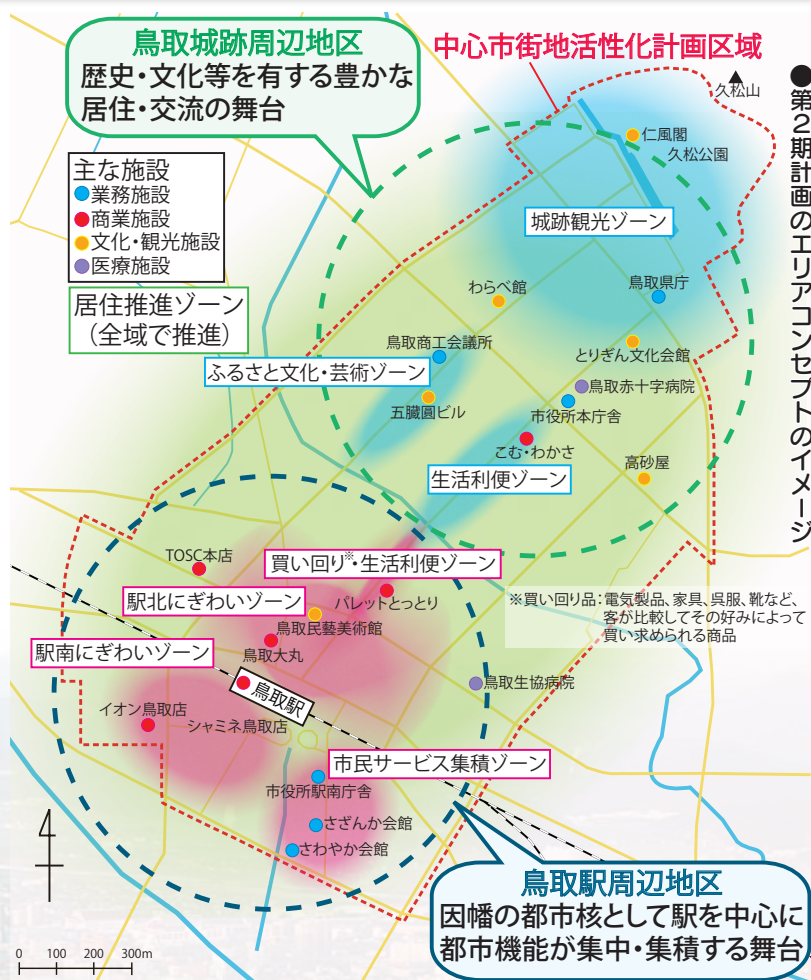 ●第2期計画のエリアコンセプトのイメージ
鳥取城跡周辺地区
歴史・文化等を有する豊かな
居住・交流の舞台
中心市街地活性化計画区域
久松山
仁風閣
久松公園
主な施設
業務施設
商業施設
文化・観光施設
医療施設
城跡観光ゾーン
居住推進ゾーン
（全域で推進）
わらべ館
鳥取県庁
鳥取商工会議所
とりぎん文化会館
ふるさと文化・芸術ゾーン
鳥取赤十字病院
五臓圓ビル
市役所本庁舎
こむ・わかさ
高砂屋
生活利便ゾーン
TOSC本店
買い回り※・生活利便ゾーン
駅北にぎわいゾーン
パレットとっとり
※買い回り品：電気製品、家具、呉服、靴など、
客が比較してその好みによって
買い求められる商品
鳥取民藝美術館
鳥取大丸
駅南にぎわいゾーン
鳥取駅
鳥取生協病院
イオン鳥取店
シャミネ鳥取店
市民サービス集積ゾーン
市役所駅南庁舎
さざんか会館
さわやか会館
鳥取駅周辺地区
因幡の都市核として駅を中心に
都市機能が集中・集積する舞台
0 100 200 300m